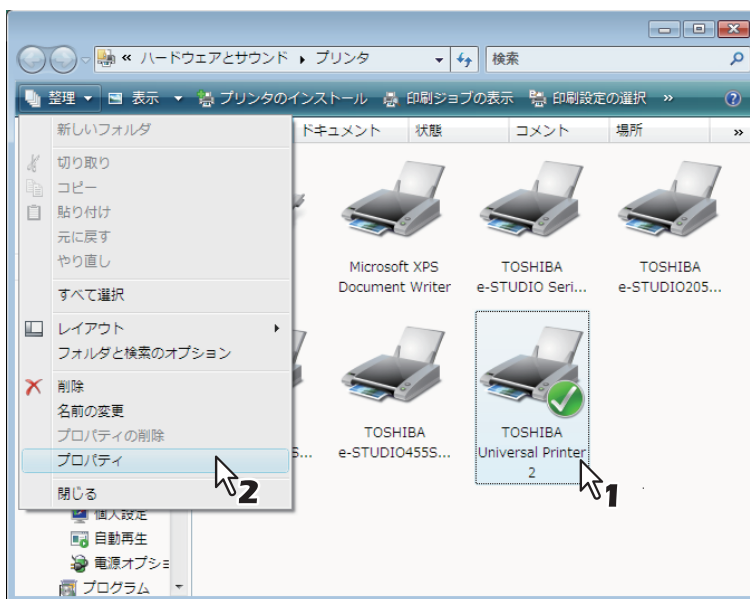 « ハードウェアとサウンド ▸ プリンタ
検索
整理
表示
プリンタのインストール
印刷ジョブの表示
印刷設定の選択
»
?
新しいフォルダ
切り取り
コピー
貼り付け
元に戻す
やり直し
すべて選択
レイアウト
フォルダと検索のオプション
削除
名前の変更
プロパティの削除
プロパティ
閉じる
2
ドキュメント
状態
コメント
場所
»
Microsoft XPS
Document Writer
TOSHIBA
e-STUDIO Seri...
TOSHIBA
e-STUDIO205...
S...
TOSHIBA
e-STUDIO455S...
TOSHIBA
Universal Printer
2
1
個人設定
自動再生
電源オプショ
プログラム